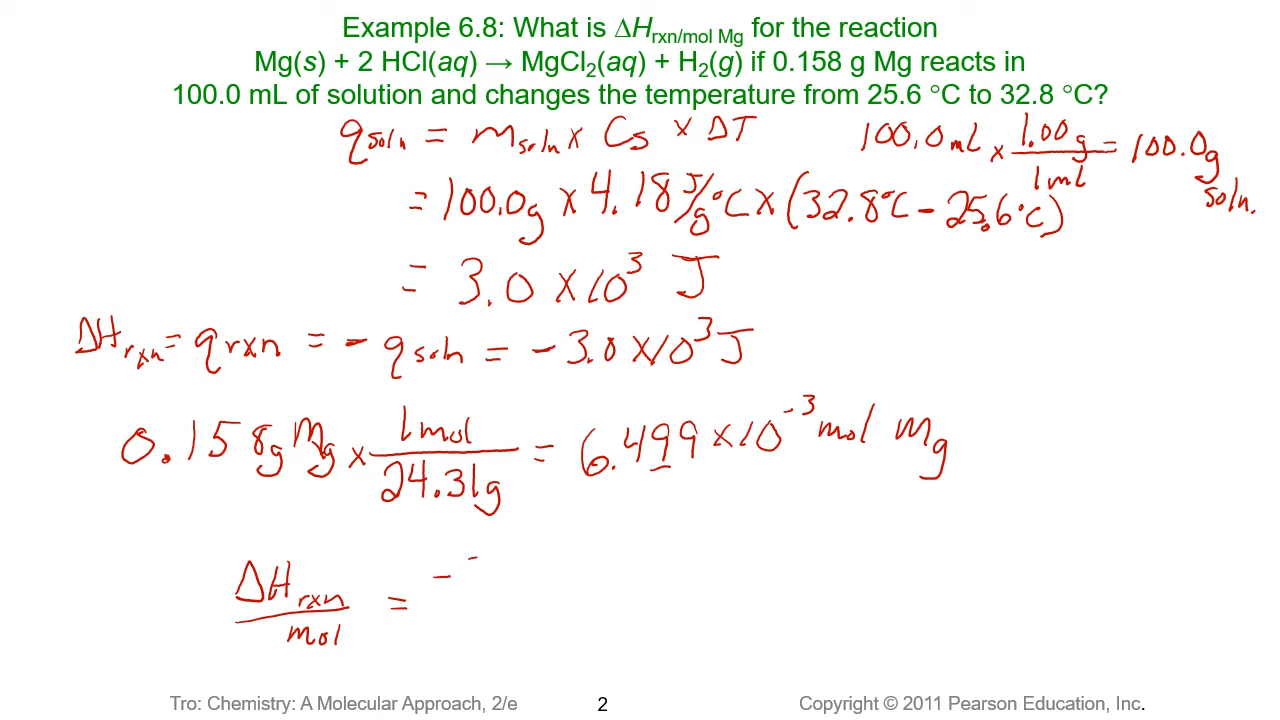 Example 6.8: What is ΔHrxn/mol Mg for the reaction
Mg(s) + 2 HCl(aq) → MgCl2(aq) + H2(g) if 0.158 g Mg reacts in
100.0 mL of solution and changes the temperature from 25.6 °C to 32.8 °C?
qsoln = msoln x Cs x ΔT
100.0 mL x 1.00 g / 1 mL = 100.0g soln.
= 100.0g x 4.18 J/g°C x (32.8°C - 25.6°C)
= 3.0 x 10³ J
ΔHrxn = qrxn = - qsoln = - 3.0 x 10³ J
0.158g Mg x 1 mol / 24.31g = 6.499 x 10⁻³ mol Mg
ΔHrxn / mol = -
Tro: Chemistry: A Molecular Approach, 2/e 2 Copyright © 2011 Pearson Education, Inc.